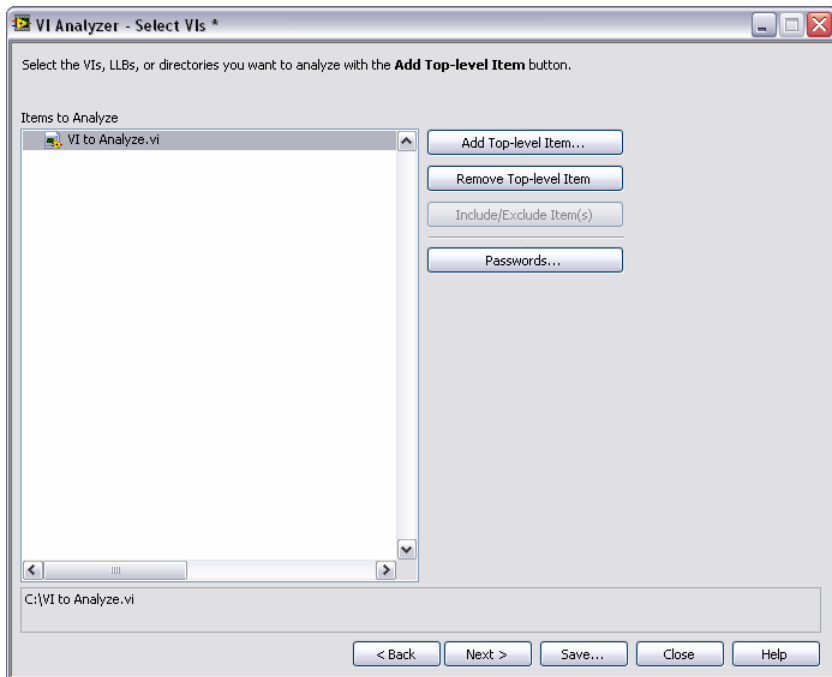 VI Analyzer - Select VIs *
Select the VIs, LLBs, or directories you want to analyze with the Add Top-level Item button.
Items to Analyze
VI to Analyze.vi
Add Top-level Item...
Remove Top-level Item
Include/Exclude Item(s)
Passwords...
C:\VI to Analyze.vi
< Back
Next >
Save...
Close
Help